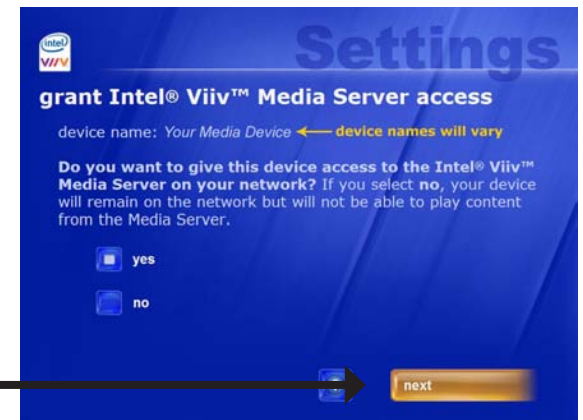 Settings
intel
VIIV
grant Intel® Viiv™ Media Server access
device name: Your Media Device device names will vary
Do you want to give this device access to the Intel® Viiv™
Media Server on your network? If you select no, your device
will remain on the network but will not be able to play content
from the Media Server.
yes
no
next